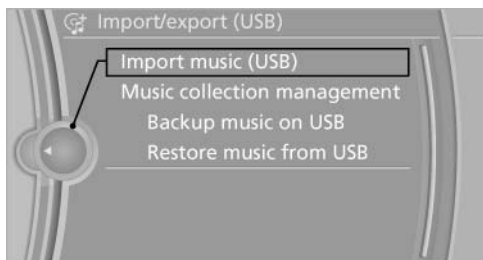 Import/export (USB)
Import music (USB)
Music collection management
Backup music on USB
Restore music from USB